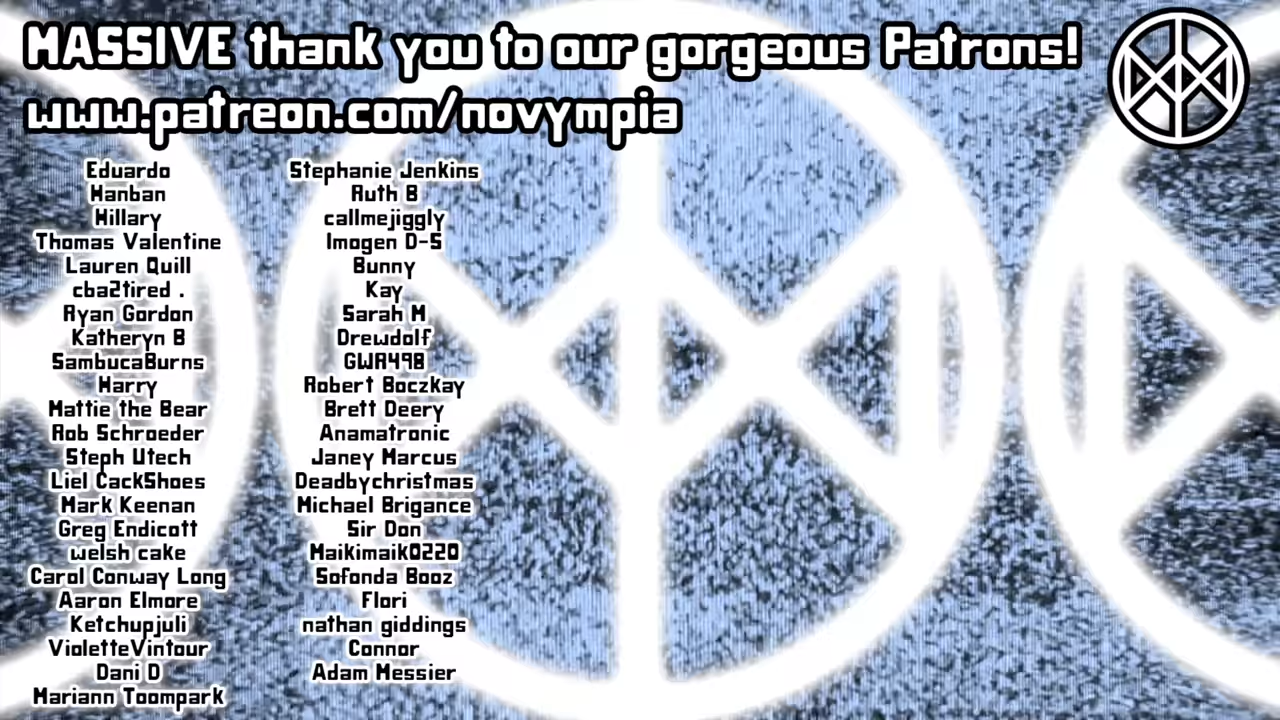 MASSIVE thank you to our gorgeous Patrons!
www.patreon.com/novympia
Eduardo
Hanban
Hillary
Thomas Valentine
Lauren Quill
cba2tired .
Ryan Gordon
Katheryn B
SambucaBurns
Harry
Mattie the Bear
Rob Schroeder
Steph Utech
Liel CackShoes
Mark Keenan
Greg Endicott
welsh cake
Carol Conway Long
Aaron Elmore
Ketchupjuli
VioletteVintour
Dani D
Mariann Toompark
Stephanie Jenkins
Ruth B
callmejiggly
Imogen D-S
Bunny
Kay
Sarah M
Drewdolf
GWR498
Robert Boczkay
Brett Deery
Anamatronic
Janey Marcus
Deadbychristmas
Michael Brigance
Sir Don
Maikimaik0220
Sofonda Booz
Flori
nathan giddings
Connor
Adam Messier